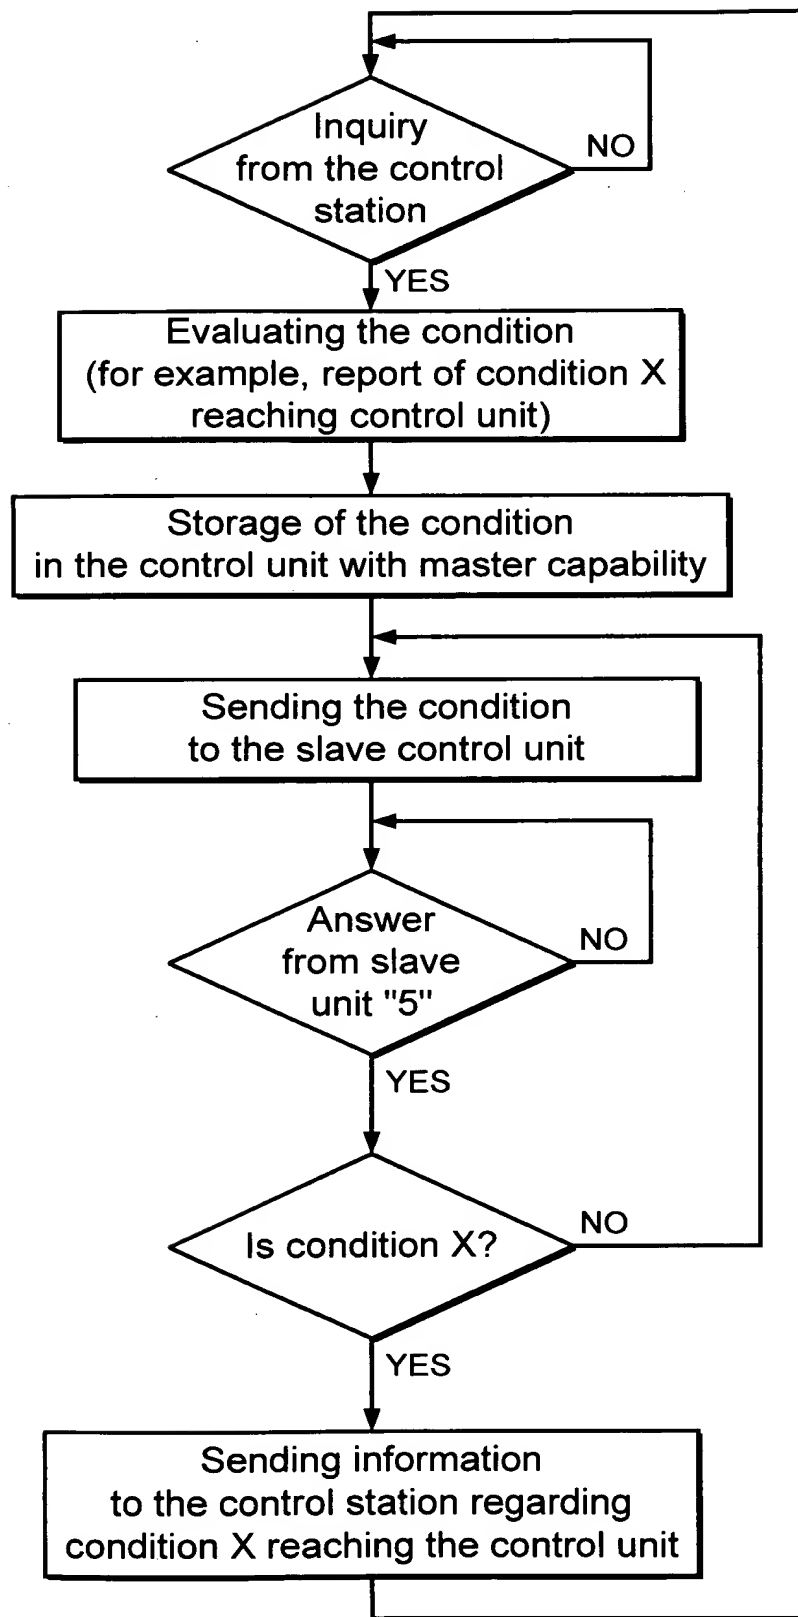 Inquiry
from the control
station
NO
YES
Evaluating the condition
(for example, report of condition X
reaching control unit)
Storage of the condition
in the control unit with master capability
Sending the condition
to the slave control unit
Answer
from slave
unit "5"
NO
YES
Is condition X?
NO
YES
Sending information
to the control station regarding
condition X reaching the control unit